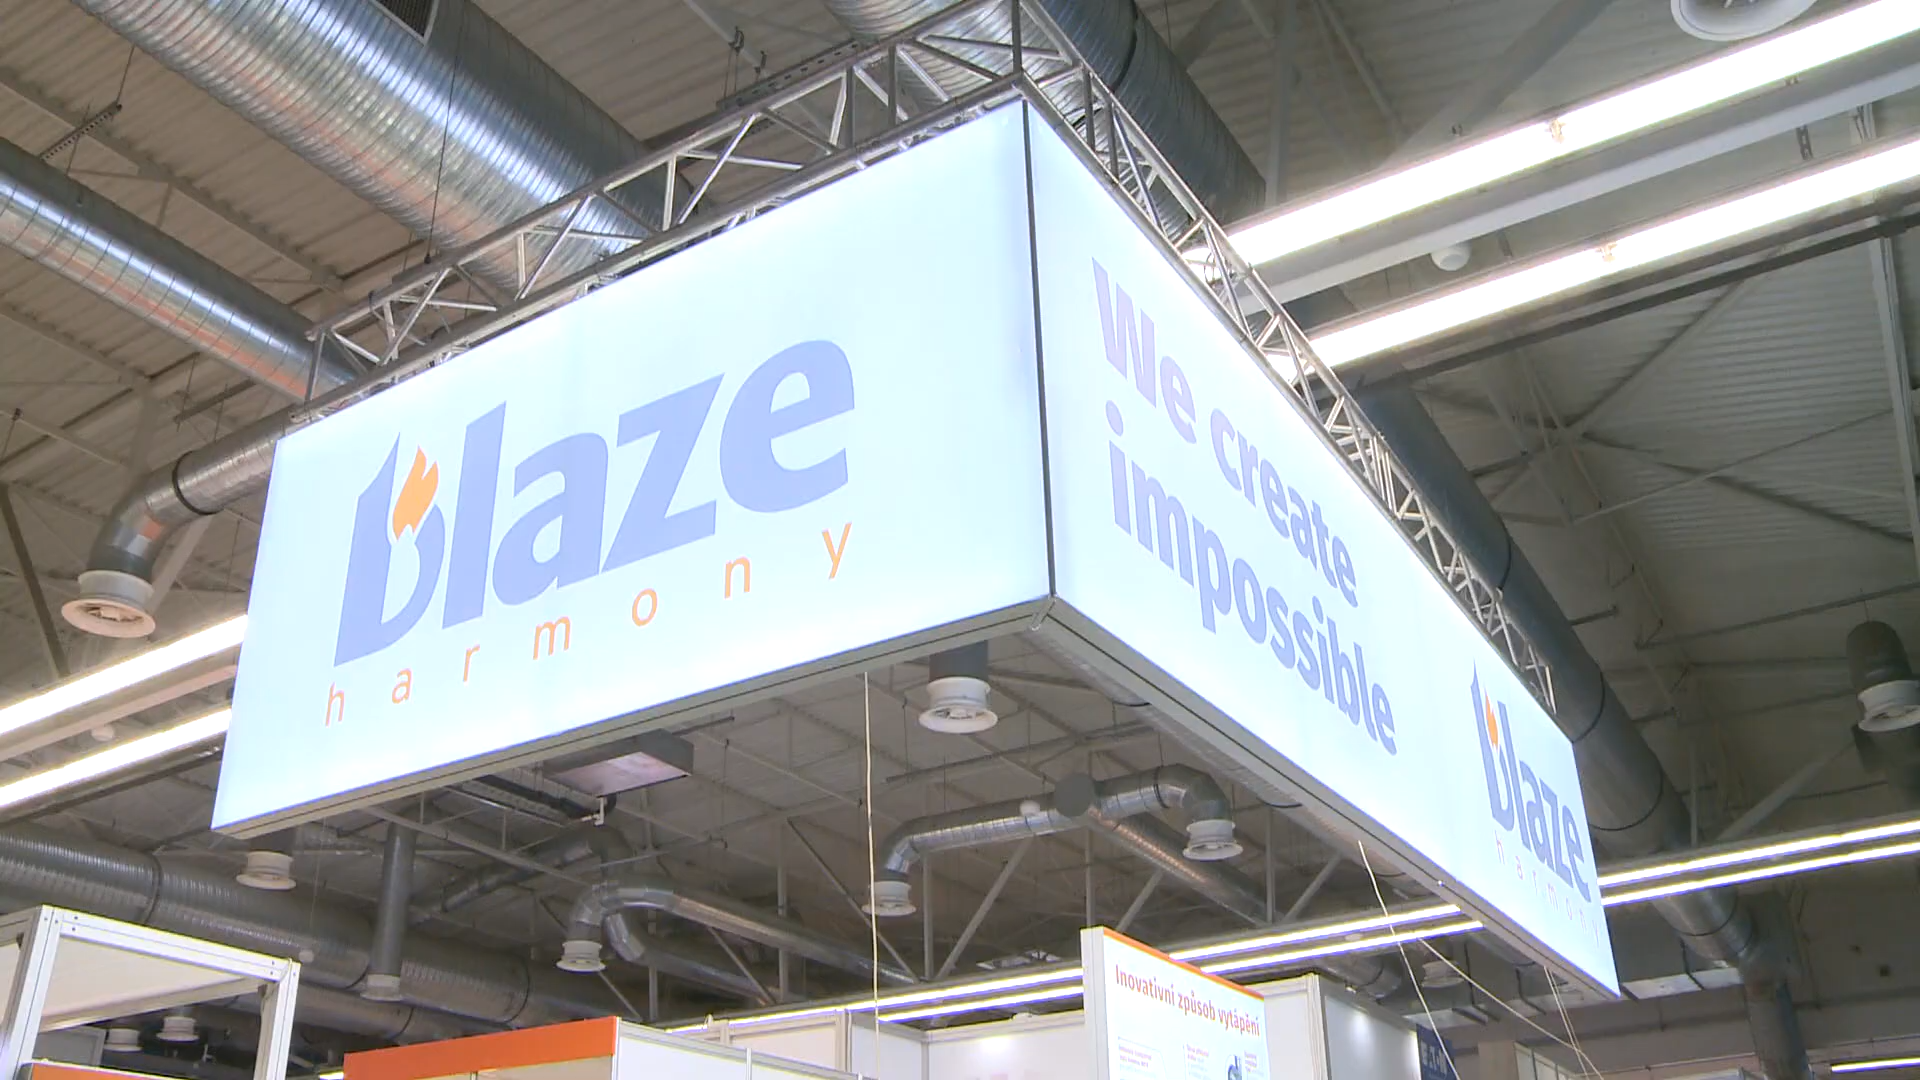 blaze
harmony
We create
impossible
blaze
harmony
Inovativní způsob vytápění